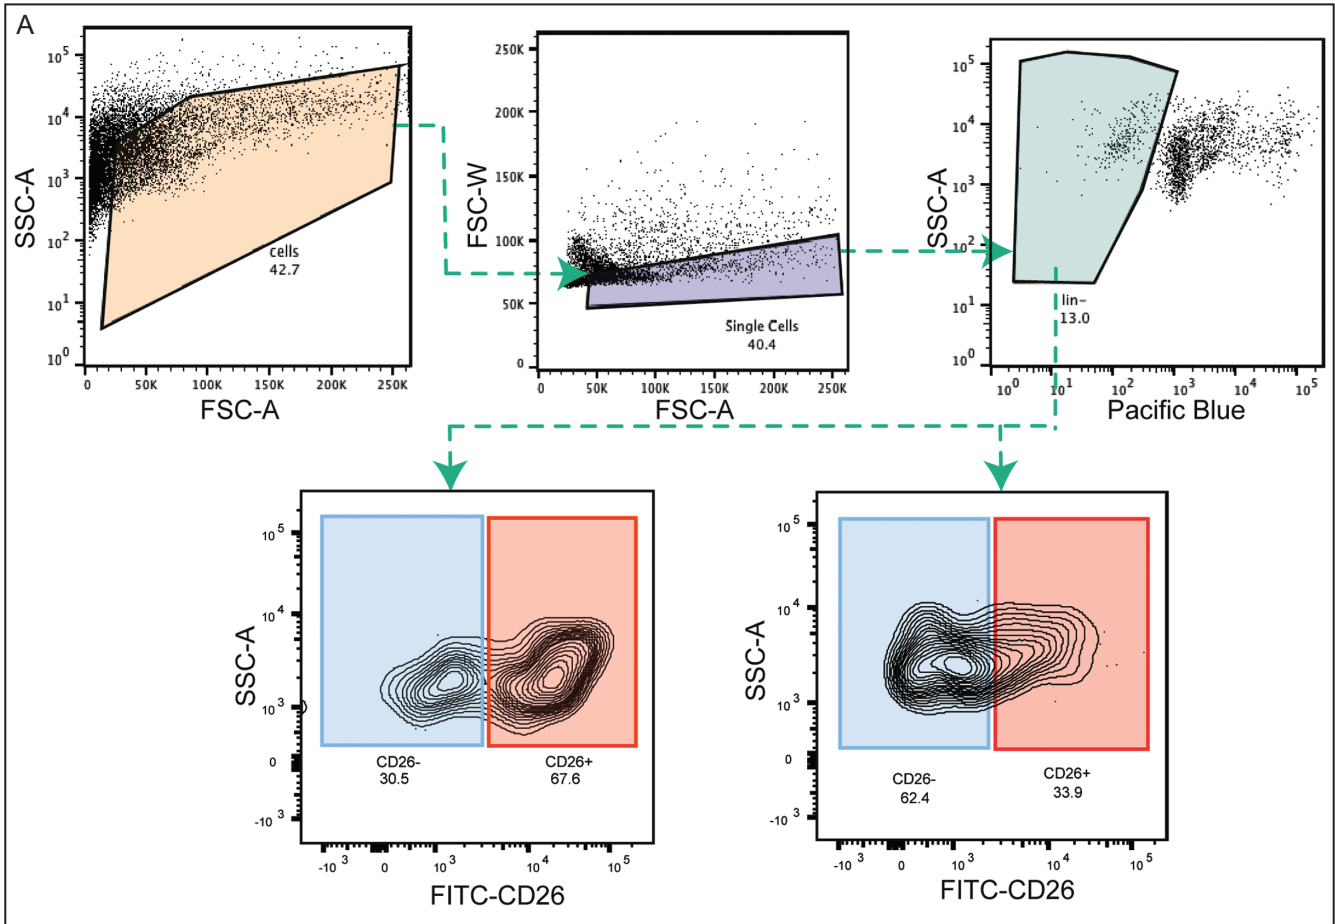 A
SSC-A
10^5
10^4
10^3
10^2
10^1
10^0
cells
42.7
0 50K 100K 150K 200K 250K
FSC-A
FSC-W
250K
200K
150K
100K
50K
0
Single Cells
40.4
0 50K 100K 150K 200K 250K
FSC-A
SSC-A
10^5
10^4
10^3
10^2
10^1
10^0
lin-
13.0
10^0 10^1 10^2 10^3 10^4 10^5
Pacific Blue
SSC-A
10^5
10^4
10^3
0
-10^3
CD26-
30.5
CD26+
67.6
-10^3 0 10^3 10^4 10^5
FITC-CD26
SSC-A
10^5
10^4
10^3
0
-10^3
CD26-
62.4
CD26+
33.9
-10^3 0 10^3 10^4 10^5
FITC-CD26